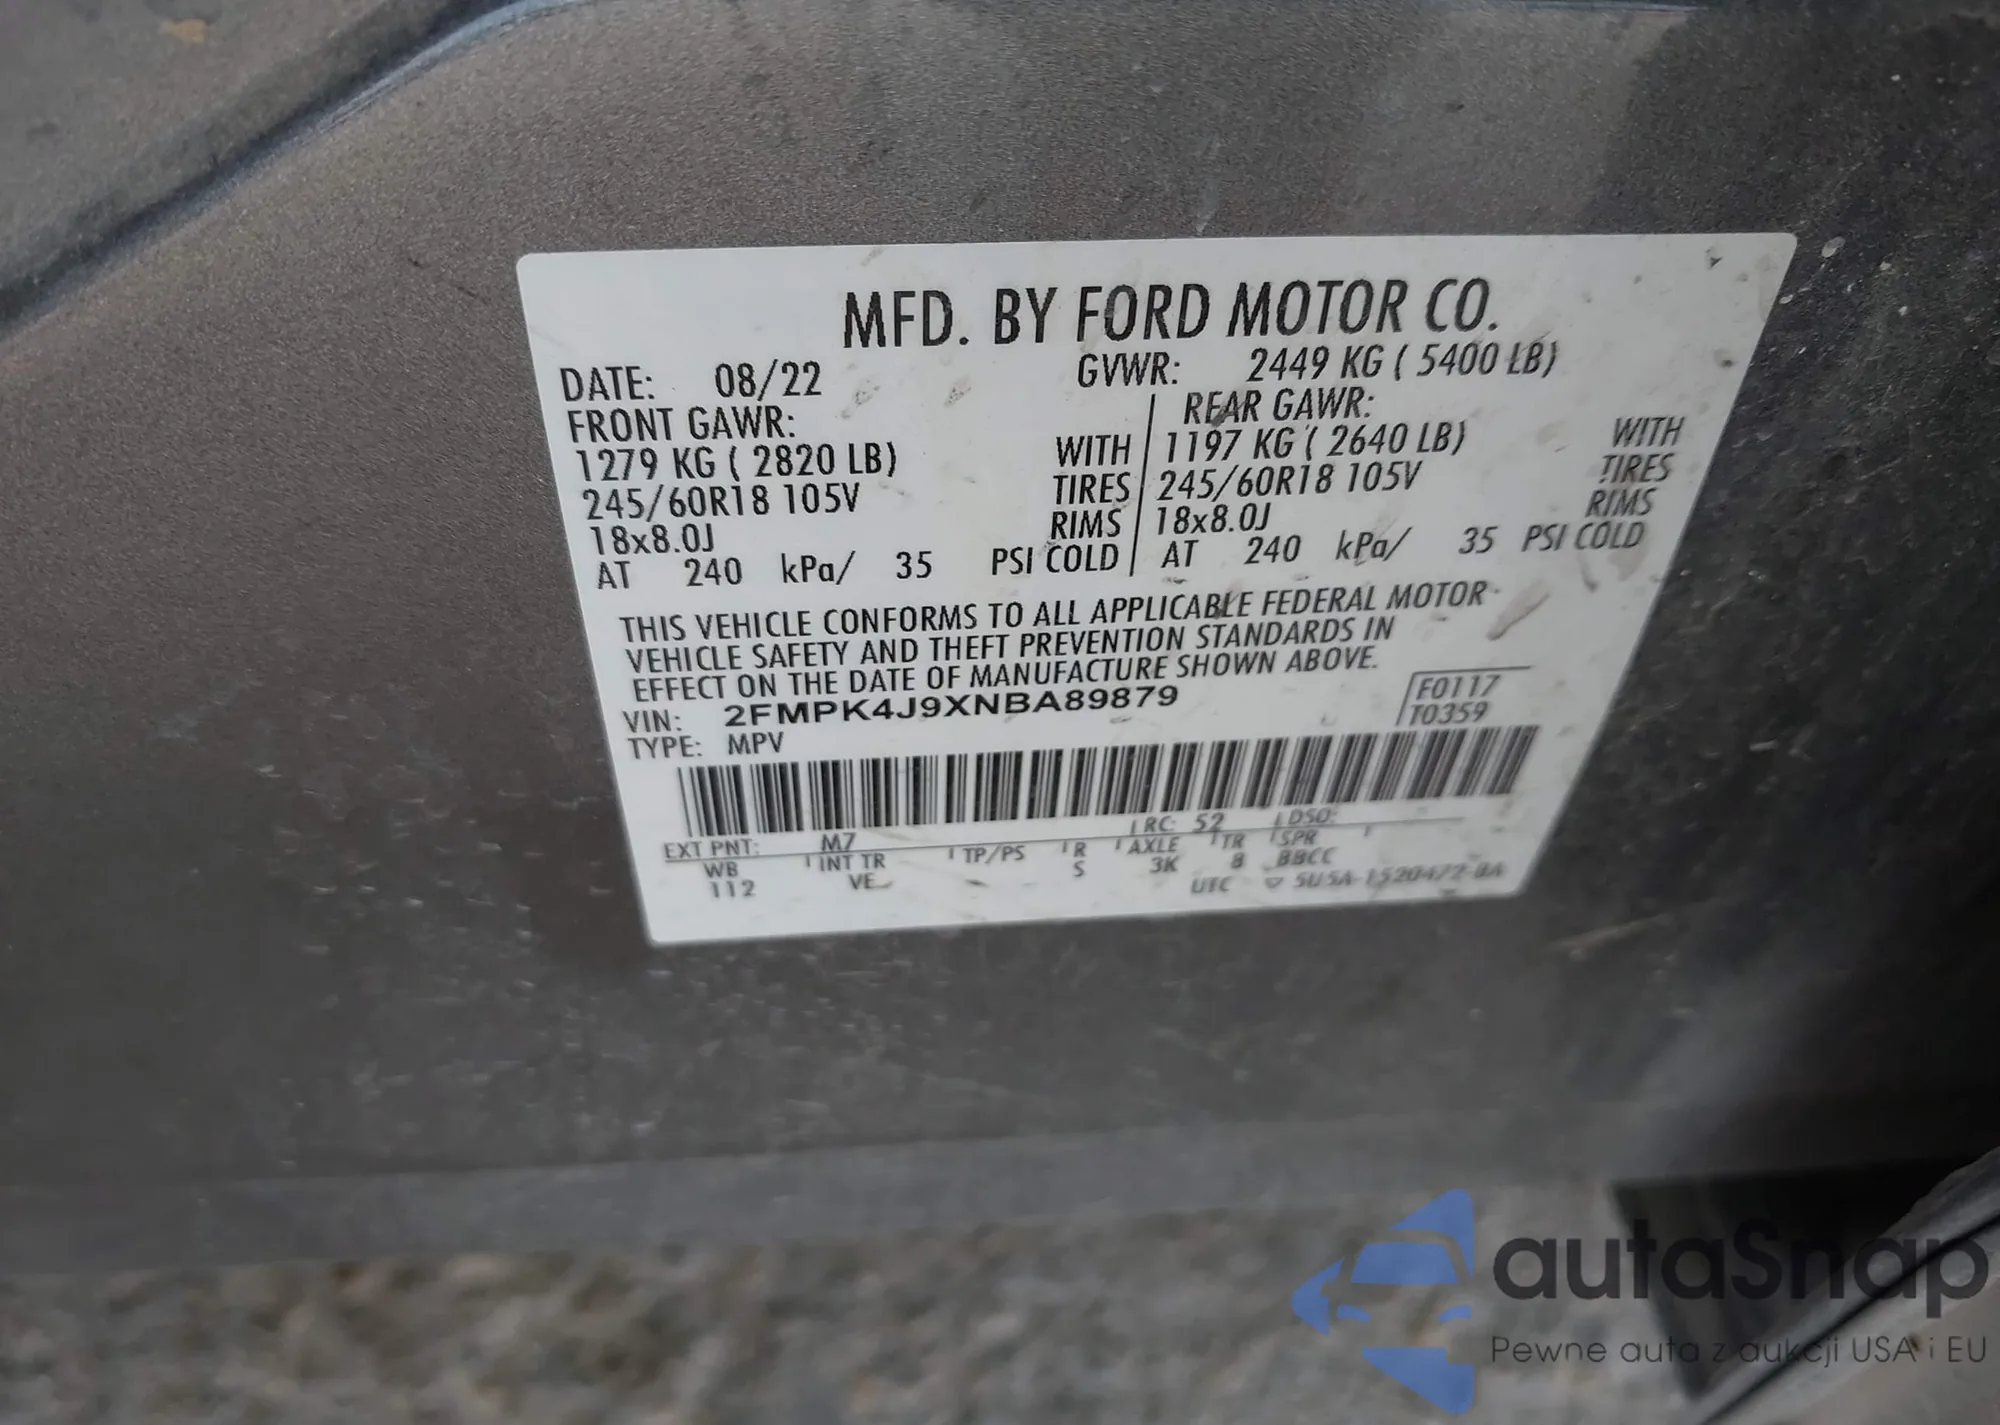 MFD. BY FORD MOTOR CO.
DATE: 08/22 GVWR: 2449 KG ( 5400 LB)
FRONT GAWR: REAR GAWR:
1279 KG ( 2820 LB) WITH 1197 KG ( 2640 LB) WITH
245/60R18 105V TIRES 245/60R18 105V TIRES
18x8.0J RIMS 18x8.0J RIMS
AT 240 kPa/ 35 PSI COLD AT 240 kPa/ 35 PSI COLD
THIS VEHICLE CONFORMS TO ALL APPLICABLE FEDERAL MOTOR
VEHICLE SAFETY AND THEFT PREVENTION STANDARDS IN
EFFECT ON THE DATE OF MANUFACTURE SHOWN ABOVE.
VIN: 2FMPK4J9XNBA89879 F0117
TYPE: MPV T0359
EXT PNT: M7 RC: 52 DSO:
WB INT TR TP/PS R AXLE TR SPR
112 VE S 3K 8 BBCC
UTC
autaSnap
Pewne auta z aukcji USA i EU